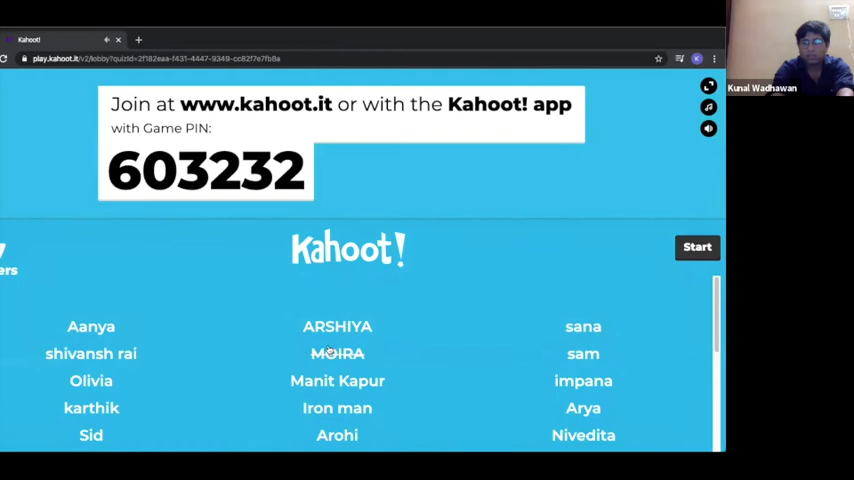 Kahoot!
play.kahoot.it/v2/lobby?quizId=2f182eaa-f431-4447-9349-cc82f7e7fb8a
K
Kunal Wadhawan
Join at www.kahoot.it or with the Kahoot! app
with Game PIN:
603232
Kahoot!
Start
ers
Aanya ARSHIYA sana
shivansh rai MOIRA sam
Olivia Manit Kapur impana
karthik Iron man Arya
Sid Arohi Nivedita